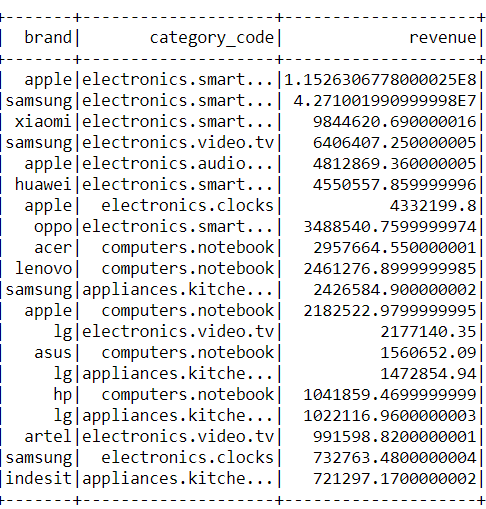 +-------+--------------------+--------------------+
|  brand|       category_code|             revenue|
+-------+--------------------+--------------------+
|  apple|electronics.smart...|1.1526306778000025E8|
|samsung|electronics.smart...| 4.271001990999998E7|
| xiaomi|electronics.smart...|   9844620.690000016|
|samsung|electronics.video.tv|   6406407.250000005|
|  apple|electronics.audio...|   4812869.360000005|
| huawei|electronics.smart...|   4550557.859999996|
|  apple|  electronics.clocks|           4332199.8|
|   oppo|electronics.smart...|  3488540.7599999974|
|   acer|  computers.notebook|   2957664.550000001|
| lenovo|  computers.notebook|  2461276.8999999985|
|samsung|appliances.kitche...|   2426584.900000002|
|  apple|  computers.notebook|  2182522.9799999995|
|     lg|electronics.video.tv|          2177140.35|
|   asus|  computers.notebook|          1560652.09|
|     lg|appliances.kitche...|          1472854.94|
|     hp|  computers.notebook|  1041859.4699999999|
|     lg|appliances.kitche...|  1022116.9600000003|
|  artel|electronics.video.tv|   991598.8200000001|
|samsung|  electronics.clocks|   732763.4800000004|
|indesit|appliances.kitche...|   721297.1700000002|
+-------+--------------------+--------------------+